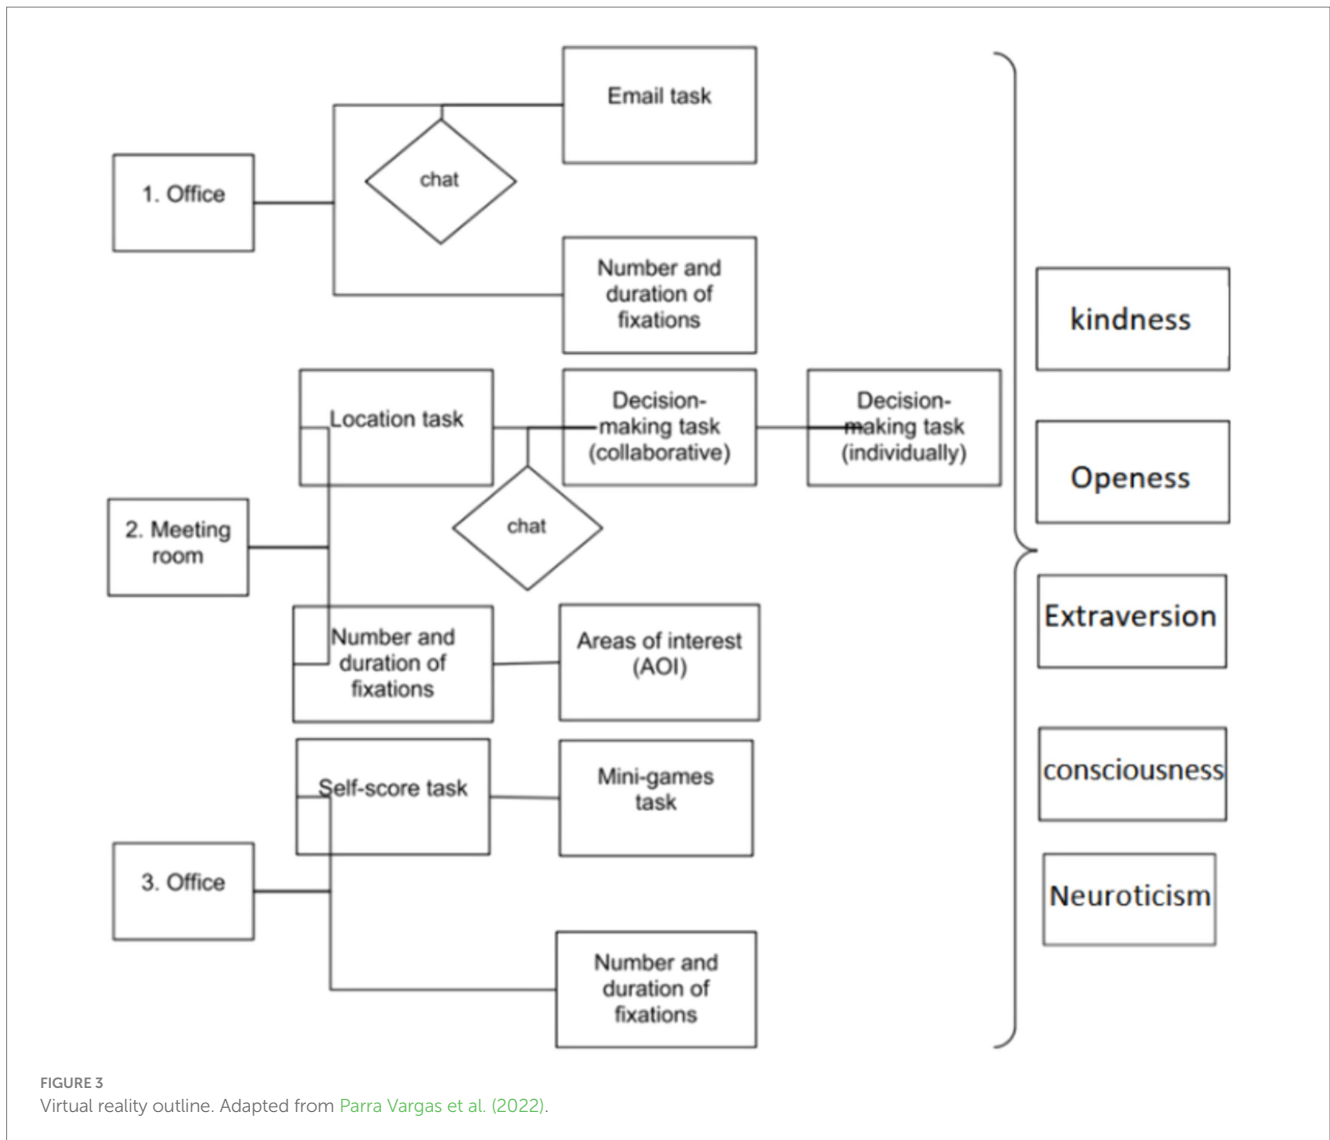 Email task
chat
1. Office
Number and
duration of
fixations
kindness
Location task
Decision-
making task
(collaborative)
Decision-
making task
(individually)
Openess
2. Meeting
room
chat
Number and
duration of
fixations
Areas of interest
(AOI)
Extraversion
Self-score task
Mini-games
task
consciousness
3. Office
Neuroticism
Number and
duration of
fixations
FIGURE 3
Virtual reality outline. Adapted from Parra Vargas et al. (2022).